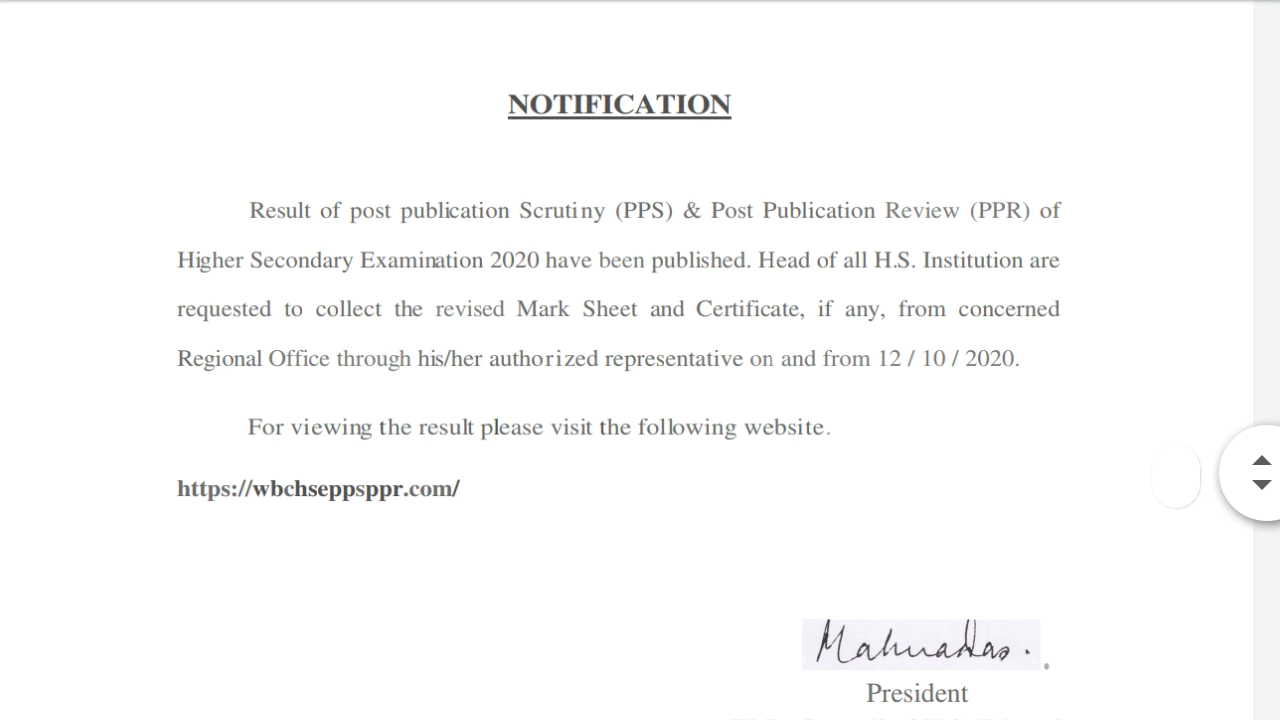 NOTIFICATION
Result of post publication Scrutiny (PPS) & Post Publication Review (PPR) of
Higher Secondary Examination 2020 have been published. Head of all H.S. Institution are
requested to collect the revised Mark Sheet and Certificate, if any, from concerned
Regional Office through his/her authorized representative on and from 12 / 10 / 2020.
For viewing the result please visit the following website.
https://wbchseppsppr.com/
Mahua Das.
President